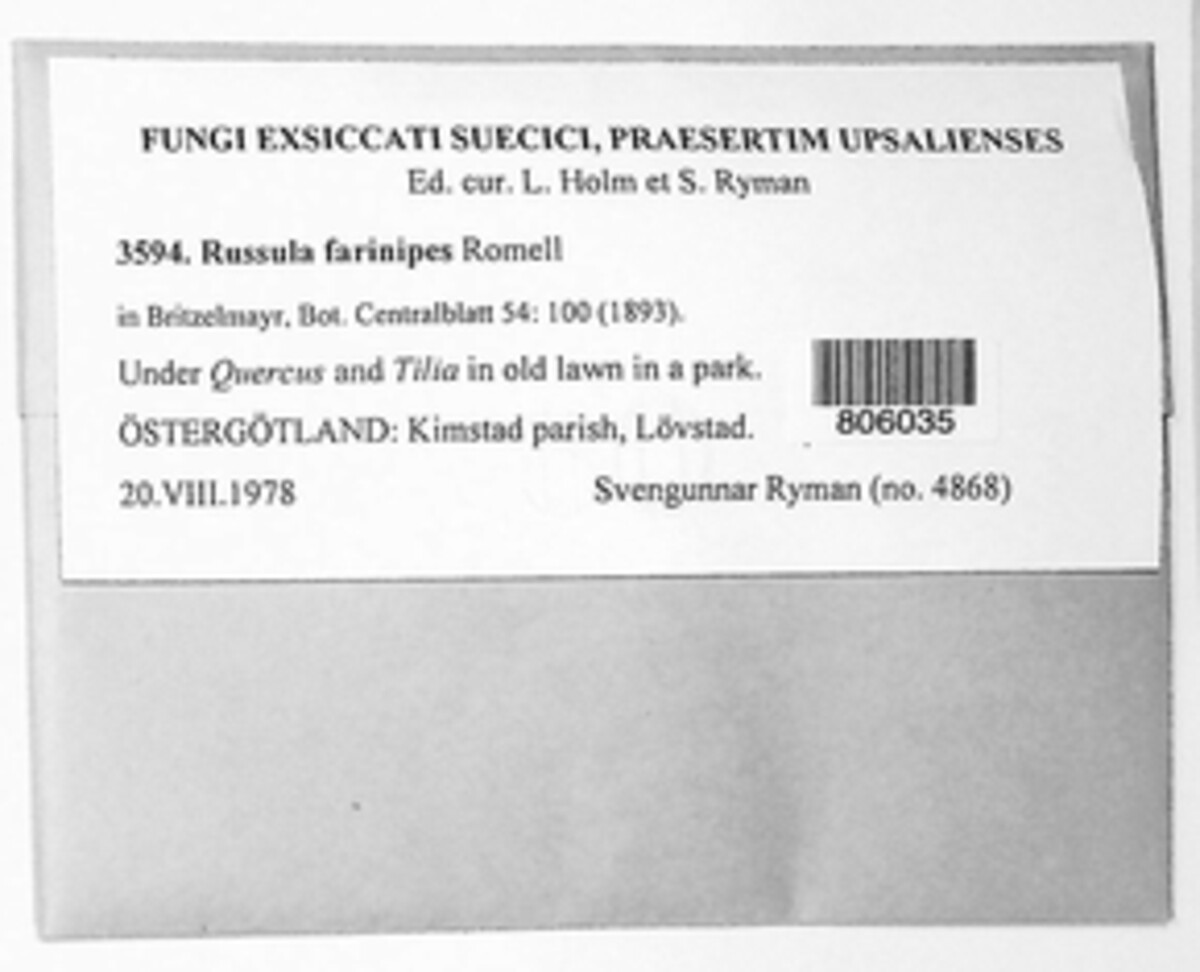 FUNGI EXSICCATI SUECICI, PRAESERTIM UPSALIENSES
Ed. cur. L. Holm et S. Ryman
3594. Russula farinipes Romell
in Britzelmayr, Bot. Centralblatt 54: 100 (1893).
Under Quercus and Tilia in old lawn in a park.
ÖSTERGÖTLAND: Kimstad parish, Lövstad.
806035
20.VIII.1978 Svengunnar Ryman (no. 4868)